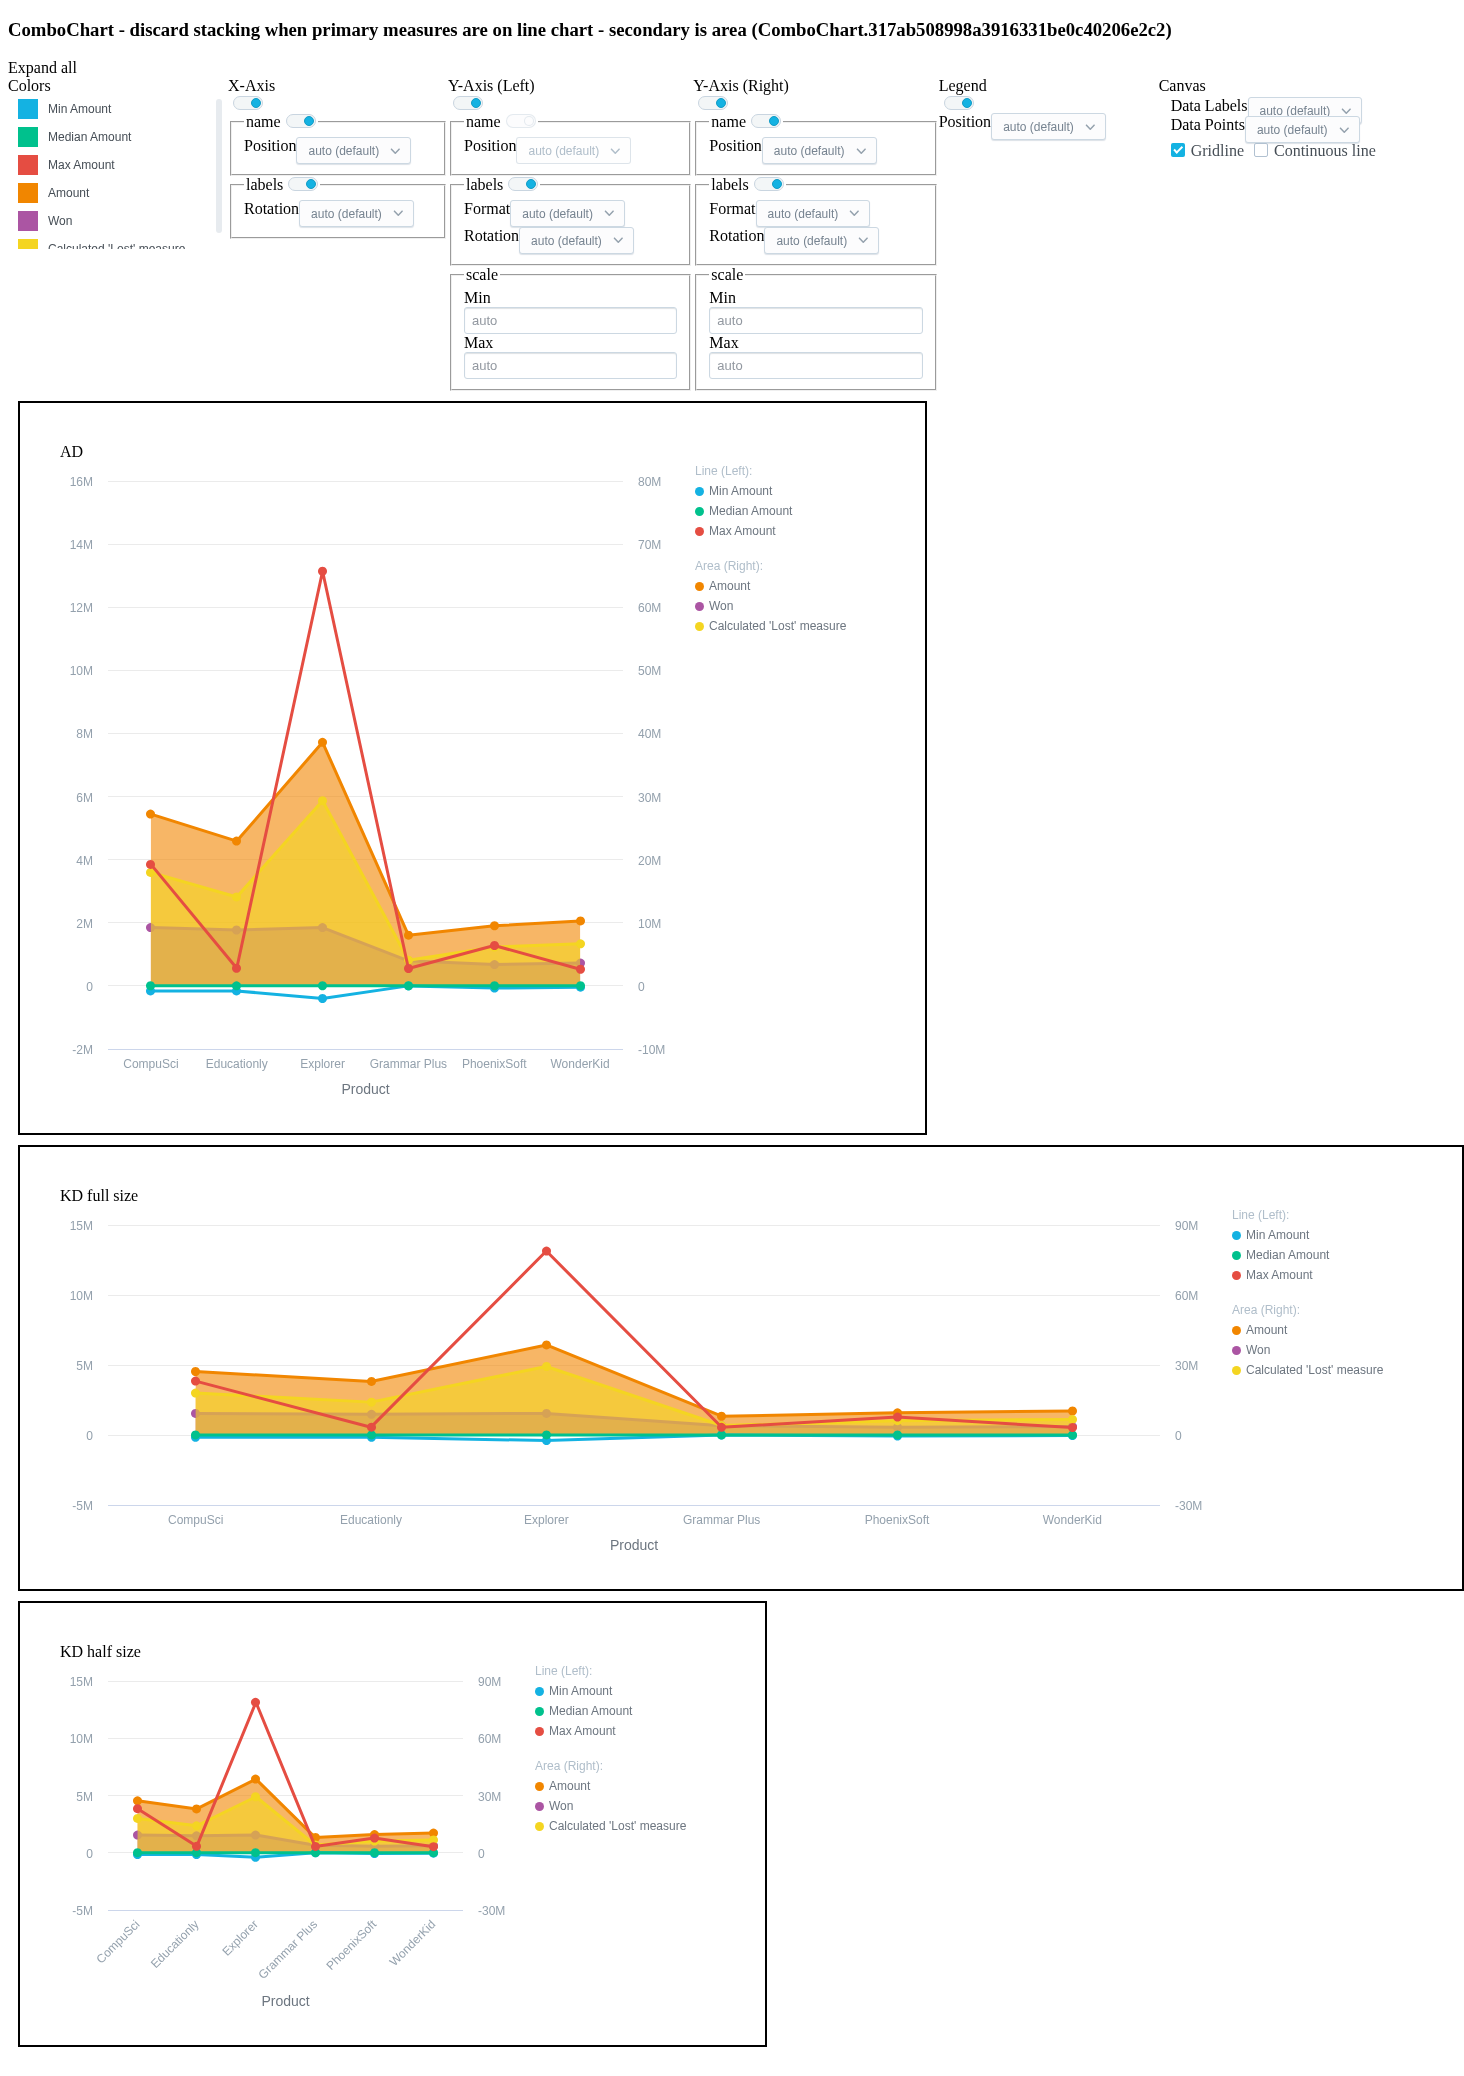 ComboChart - discard stacking when primary measures are on line chart - secondary is area (ComboChart.317ab508998a3916331be0c40206e2c2)
Expand all
Colors
Min Amount
Median Amount
Max Amount
Amount
Won
Calculated 'Lost' measure
X-Axis
name
Position auto (default)
labels
Rotation auto (default)
Y-Axis (Left)
name
Position auto (default)
labels
Format auto (default)
Rotation auto (default)
scale
Min
auto
Max
auto
Y-Axis (Right)
name
Position auto (default)
labels
Format auto (default)
Rotation auto (default)
scale
Min
auto
Max
auto
Legend
Position auto (default)
Canvas
Data Labels auto (default)
Data Points auto (default)
Gridline Continuous line
AD
16M
14M
12M
10M
8M
6M
4M
2M
0
-2M
80M
70M
60M
50M
40M
30M
20M
10M
0
-10M
CompuSci Educationly Explorer Grammar Plus PhoenixSoft WonderKid
Product
Line (Left):
Min Amount
Median Amount
Max Amount
Area (Right):
Amount
Won
Calculated 'Lost' measure
KD full size
15M
10M
5M
0
-5M
90M
60M
30M
0
-30M
CompuSci Educationly Explorer Grammar Plus PhoenixSoft WonderKid
Product
Line (Left):
Min Amount
Median Amount
Max Amount
Area (Right):
Amount
Won
Calculated 'Lost' measure
KD half size
15M
10M
5M
0
-5M
90M
60M
30M
0
-30M
CompuSci Educationly Explorer Grammar Plus PhoenixSoft WonderKid
Product
Line (Left):
Min Amount
Median Amount
Max Amount
Area (Right):
Amount
Won
Calculated 'Lost' measure